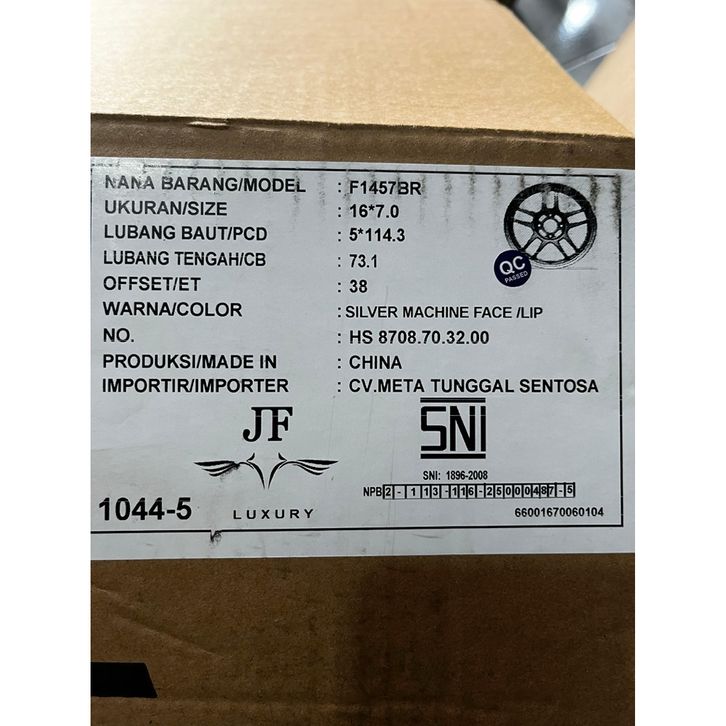 NANA BARANG/MODEL : F1457BR
UKURAN/SIZE : 16*7.0
LUBANG BAUT/PCD : 5*114.3
LUBANG TENGAH/CB : 73.1
OFFSET/ET : 38
WARNA/COLOR : SILVER MACHINE FACE /LIP
NO. : HS 8708.70.32.00
PRODUKSI/MADE IN : CHINA
IMPORTIR/IMPORTER : CV.META TUNGGAL SENTOSA
QC
PASSED
JF
LUXURY
1044-5
SNI
SNI: 1896-2008
NPB 2-113-116-25000487-5
66001670060104